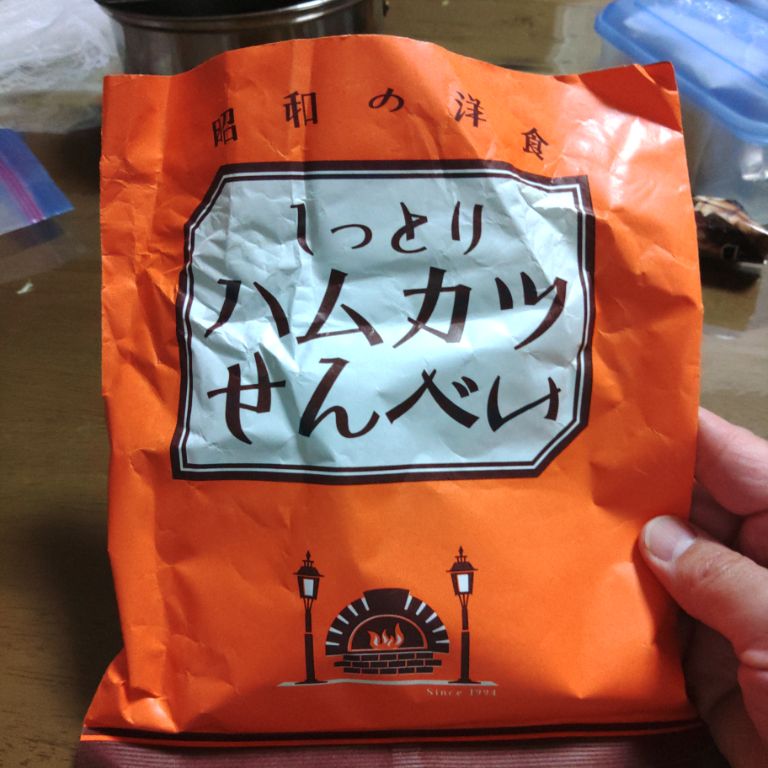 昭和の洋食
しっとり
ハムカツ
せんべい
Since 1994